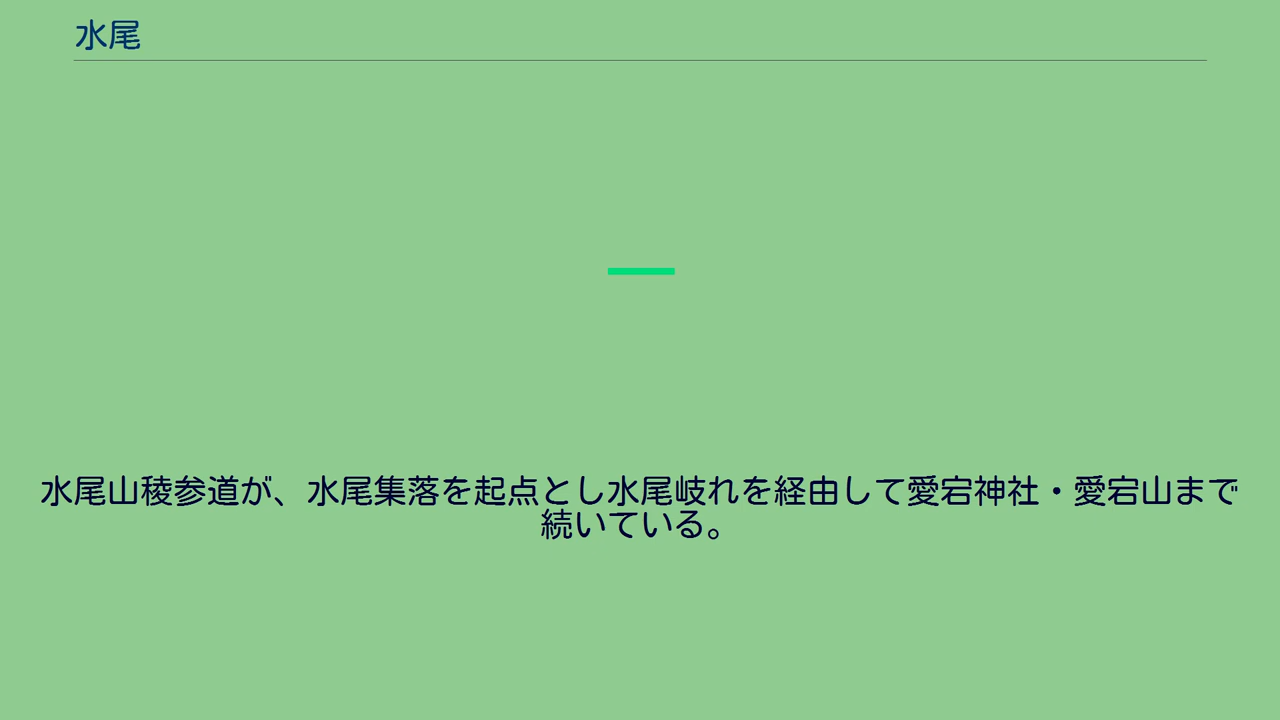 水尾
水尾山稜参道が、水尾集落を起点とし水尾岐れを経由して愛宕神社・愛宕山まで
続いている。